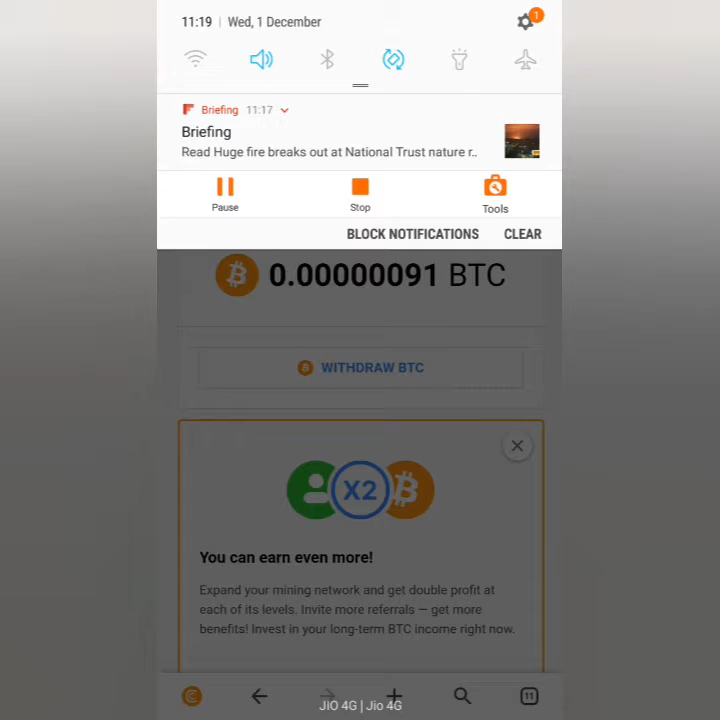 11:19 | Wed, 1 December
1
Briefing 11:17
Briefing
Read Huge fire breaks out at National Trust nature r..
Pause Stop Tools
BLOCK NOTIFICATIONS CLEAR
0.00000091 BTC
WITHDRAW BTC
X2
You can earn even more!
Expand your mining network and get double profit at
each of its levels. Invite more referrals — get more
benefits! Invest in your long-term BTC income right now.
11
JIO 4G | Jio 4G